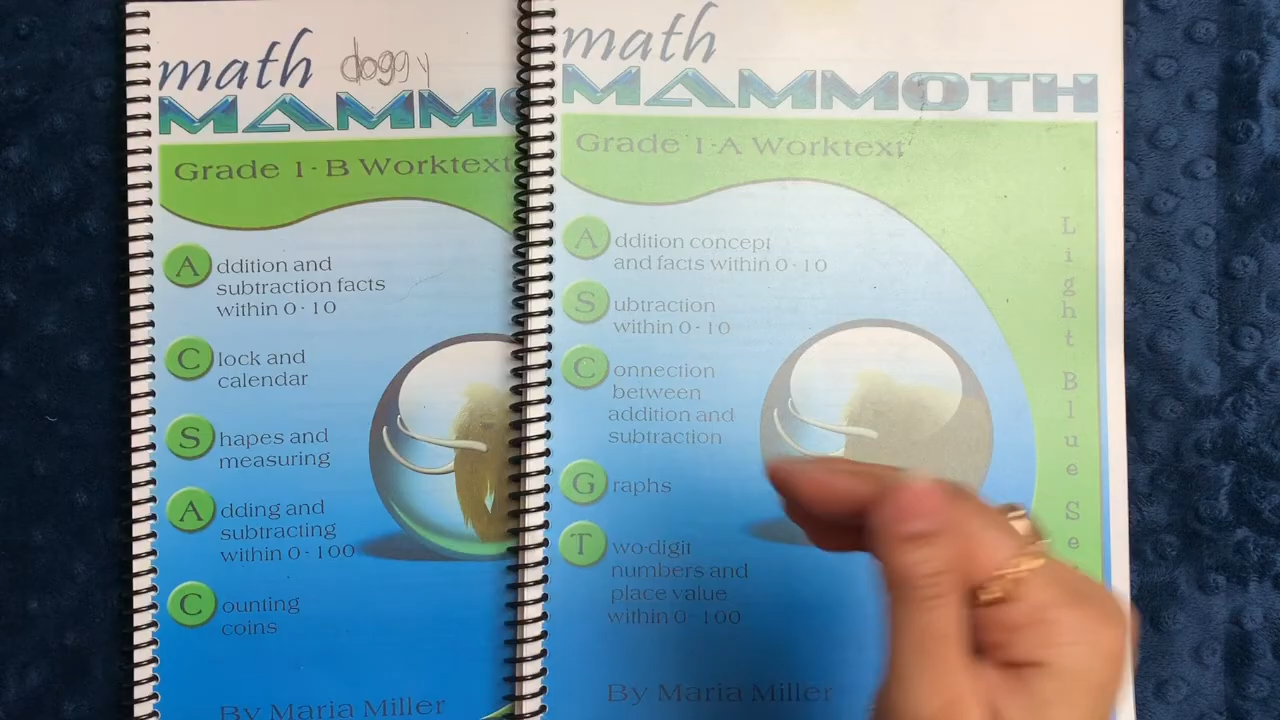 math doggy
MAMMO
Grade 1·B Worktext
Addition and
subtraction facts
within 0·10
Clock and
calendar
Shapes and
measuring
Adding and
subtracting
within 0·100
Counting
coins
By Maria Miller
math
MAMMOTH
Grade 1·A Worktext
Addition concept
and facts within 0·10
Subtraction
within 0·10
Connection
between
addition and
subtraction
Graphs
Two-digit
numbers and
place value
within 0·100
By Maria Miller
Light Blue Se